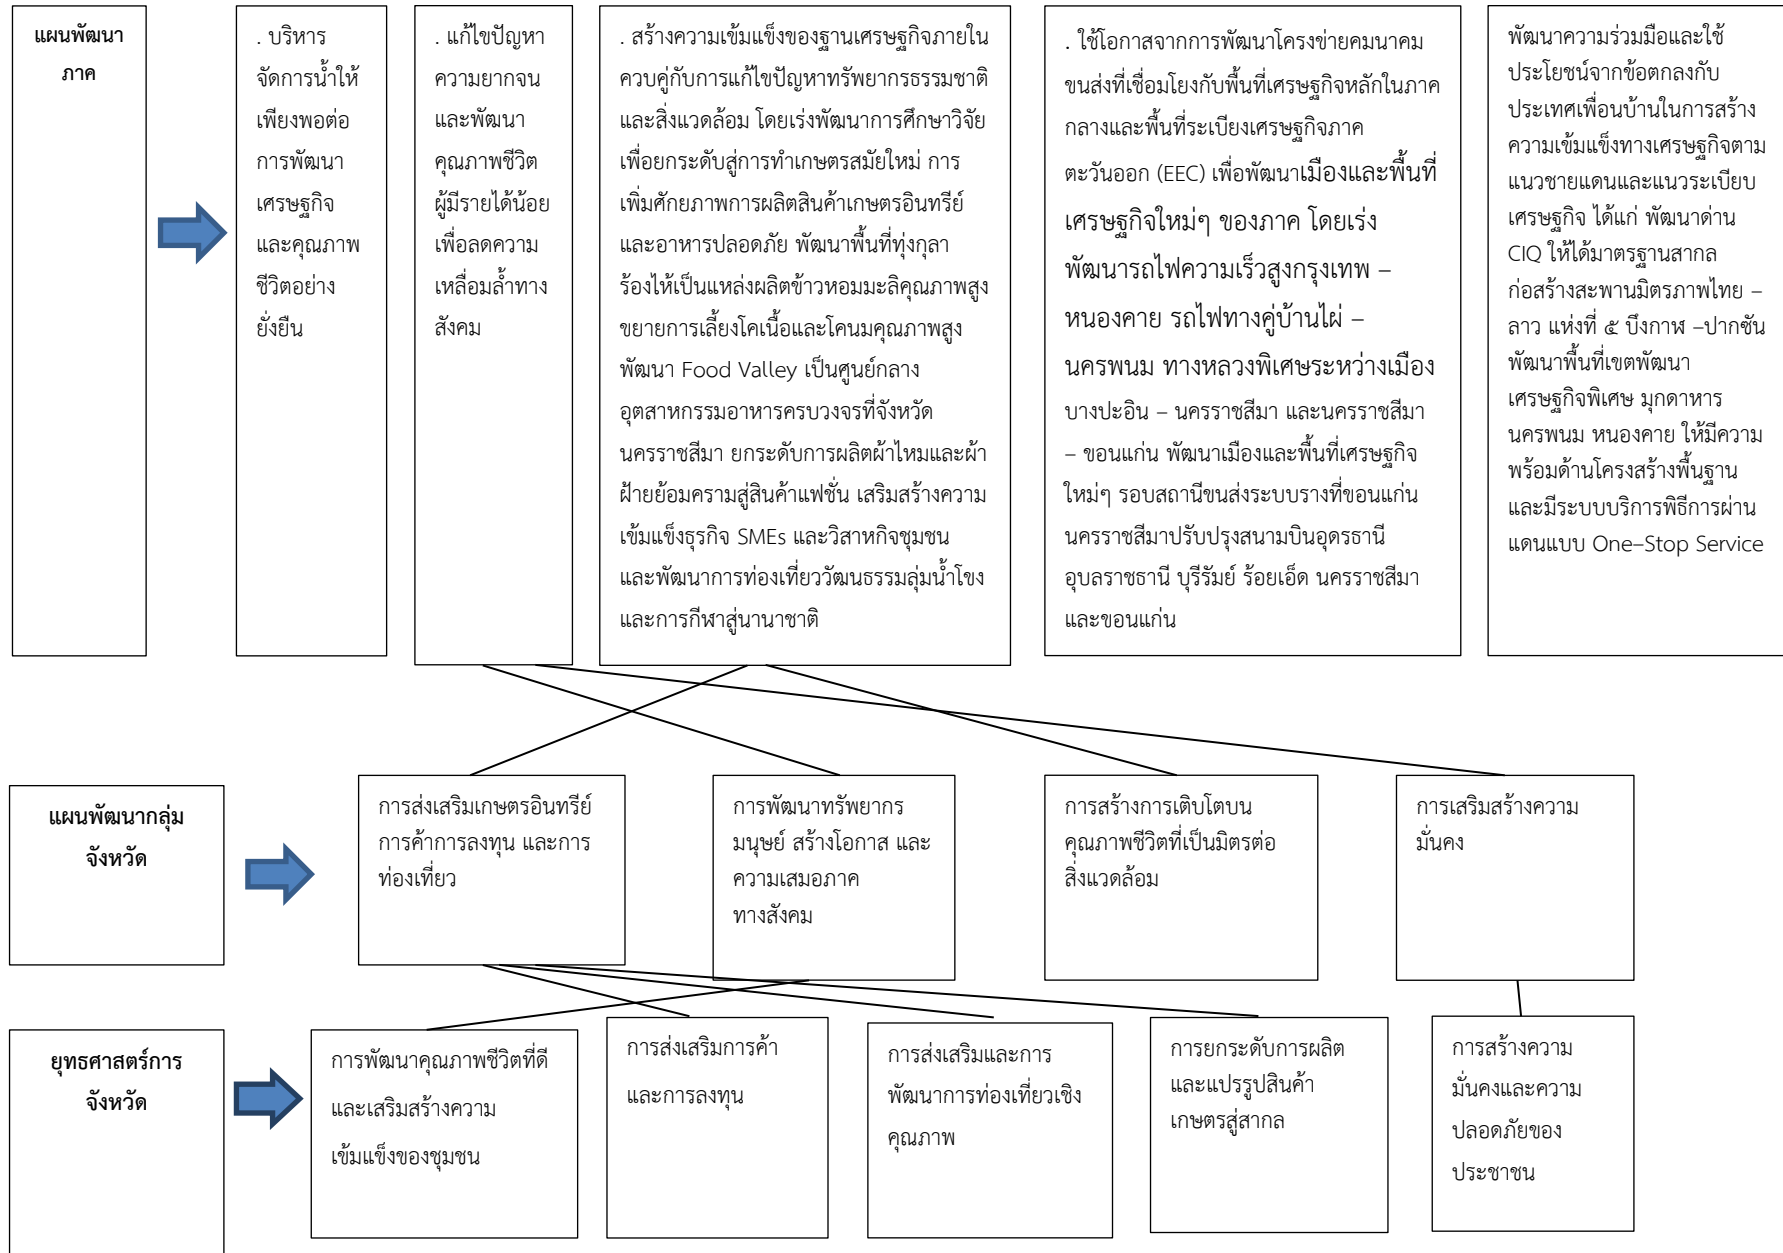 แผนพัฒนา
ภาค
. บริหาร
จัดการน้ำให้
เพียงพอต่อ
การพัฒนา
เศรษฐกิจ
และคุณภาพ
ชีวิตอย่าง
ยั่งยืน
. แก้ไขปัญหา
ความยากจน
และพัฒนา
คุณภาพชีวิต
ผู้มีรายได้น้อย
เพื่อลดความ
เหลื่อมล้ำทาง
สังคม
. สร้างความเข้มแข็งของฐานเศรษฐกิจภายใน
ควบคู่กับการแก้ไขปัญหาทรัพยากรธรรมชาติ
และสิ่งแวดล้อม โดยเร่งพัฒนาการศึกษาวิจัย
เพื่อยกระดับสู่การทำเกษตรสมัยใหม่ การ
เพิ่มศักยภาพการผลิตสินค้าเกษตรอินทรีย์
และอาหารปลอดภัย พัฒนาพื้นที่ทุ่งกุลา
ร้องไห้เป็นแหล่งผลิตข้าวหอมมะลิคุณภาพสูง
ขยายการเลี้ยงโคเนื้อและโคนมคุณภาพสูง
พัฒนา Food Valley เป็นศูนย์กลาง
อุตสาหกรรมอาหารครบวงจรที่จังหวัด
นครราชสีมา ยกระดับการผลิตผ้าไหมและผ้า
ฝ้ายย้อมครามสู่สินค้าแฟชั่น เสริมสร้างความ
เข้มแข็งธุรกิจ SMEs และวิสาหกิจชุมชน
และพัฒนาการท่องเที่ยววัฒนธรรมลุ่มน้ำโขง
และการกีฬาสู่นานาชาติ
. ใช้โอกาสจากการพัฒนาโครงข่ายคมนาคม
ขนส่งที่เชื่อมโยงกับพื้นที่เศรษฐกิจหลักในภาค
กลางและพื้นที่ระเบียงเศรษฐกิจภาค
ตะวันออก (EEC) เพื่อพัฒนาเมืองและพื้นที่
เศรษฐกิจใหม่ๆ ของภาค โดยเร่ง
พัฒนารถไฟความเร็วสูงกรุงเทพ –
หนองคาย รถไฟทางคู่บ้านไผ่ –
นครพนม ทางหลวงพิเศษระหว่างเมือง
บางปะอิน – นครราชสีมา และนครราชสีมา
– ขอนแก่น พัฒนาเมืองและพื้นที่เศรษฐกิจ
ใหม่ๆ รอบสถานีขนส่งระบบรางที่ขอนแก่น
นครราชสีมาปรับปรุงสนามบินอุดรธานี
อุบลราชธานี บุรีรัมย์ ร้อยเอ็ด นครราชสีมา
และขอนแก่น
พัฒนาความร่วมมือและใช้
ประโยชน์จากข้อตกลงกับ
ประเทศเพื่อนบ้านในการสร้าง
ความเข้มแข็งทางเศรษฐกิจตาม
แนวชายแดนและแนวระเบียบ
เศรษฐกิจ ได้แก่ พัฒนาด่าน
CIQ ให้ได้มาตรฐานสากล
ก่อสร้างสะพานมิตรภาพไทย –
ลาว แห่งที่ ๕ บึงกาฬ –ปากซัน
พัฒนาพื้นที่เขตพัฒนา
เศรษฐกิจพิเศษ มุกดาหาร
นครพนม หนองคาย ให้มีความ
พร้อมด้านโครงสร้างพื้นฐาน
และมีระบบบริการพิธีการผ่าน
แดนแบบ One–Stop Service
แผนพัฒนากลุ่ม
จังหวัด
การส่งเสริมเกษตรอินทรีย์
การค้าการลงทุน และการ
ท่องเที่ยว
การพัฒนาทรัพยากร
มนุษย์ สร้างโอกาส และ
ความเสมอภาค
ทางสังคม
การสร้างการเติบโตบน
คุณภาพชีวิตที่เป็นมิตรต่อ
สิ่งแวดล้อม
การเสริมสร้างความ
มั่นคง
ยุทธศาสตร์การ
จังหวัด
การพัฒนาคุณภาพชีวิตที่ดี
และเสริมสร้างความ
เข้มแข็งของชุมชน
การส่งเสริมการค้า
และการลงทุน
การส่งเสริมและการ
พัฒนาการท่องเที่ยวเชิง
คุณภาพ
การยกระดับการผลิต
และแปรรูปสินค้า
เกษตรสู่สากล
การสร้างความ
มั่นคงและความ
ปลอดภัยของ
ประชาชน